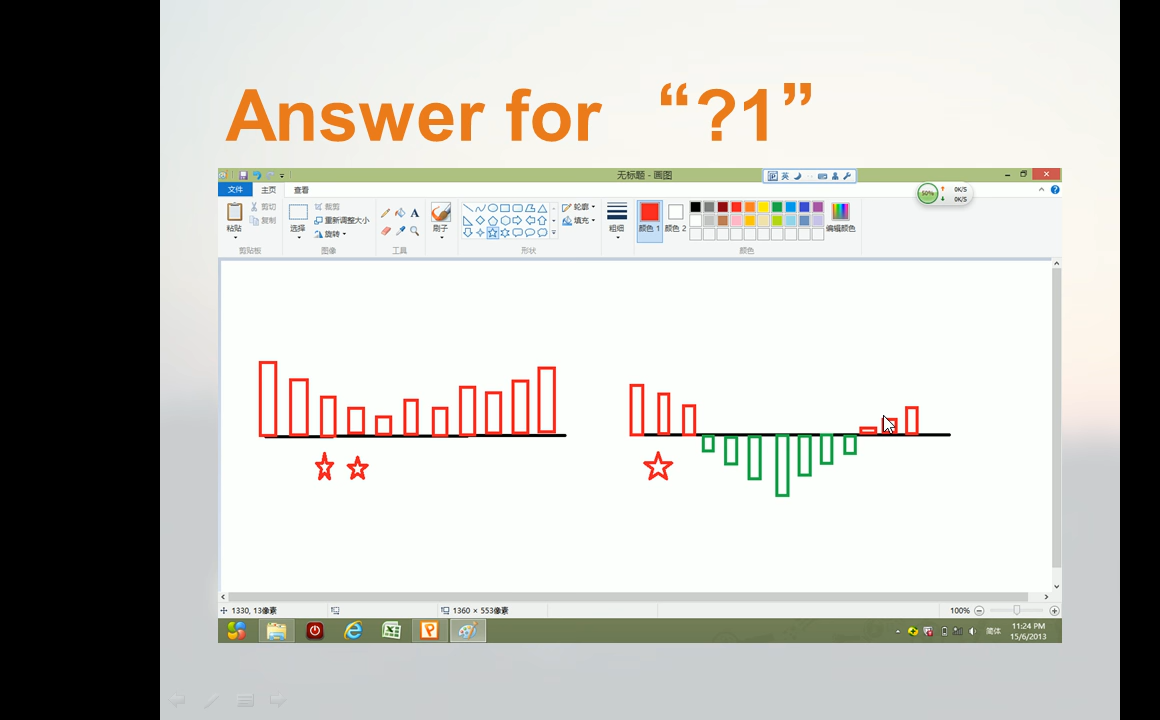 Answer for “?1”
无标题 - 画图
英
文件 主页 查看
50% 0K/S
0K/S
粘贴 剪切
复制
选择 裁剪
重新调整大小
旋转
A
刷子
轮廓
填充
粗细
颜色 1 颜色 2
编辑颜色
剪贴板 图像 工具 形状 颜色
1330, 13像素 1360 × 553像素 100%
简体 11:24 PM
15/6/2013